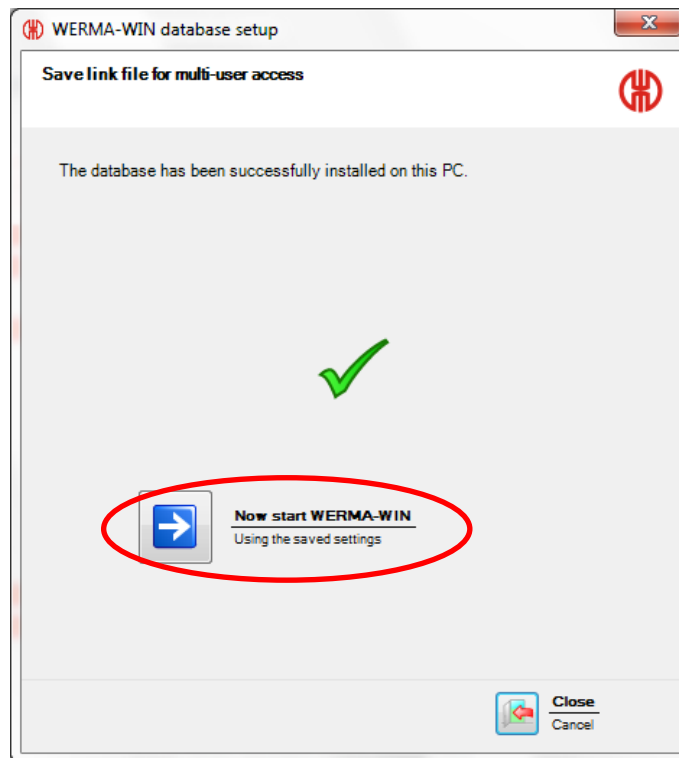 WERMA-WIN database setup
Save link file for multi-user access
The database has been successfully installed on this PC.
Now start WERMA-WIN
Using the saved settings
Close
Cancel